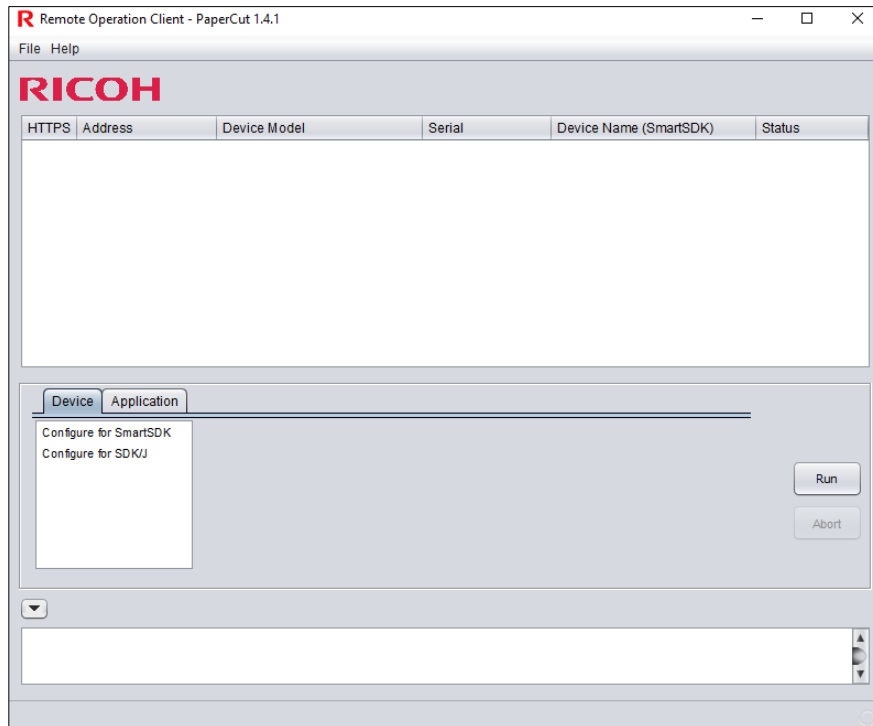 R Remote Operation Client - PaperCut 1.4.1
File Help
RICOH
HTTPS Address Device Model Serial Device Name (SmartSDK) Status
Device Application
Configure for SmartSDK
Configure for SDK/J
Run
Abort